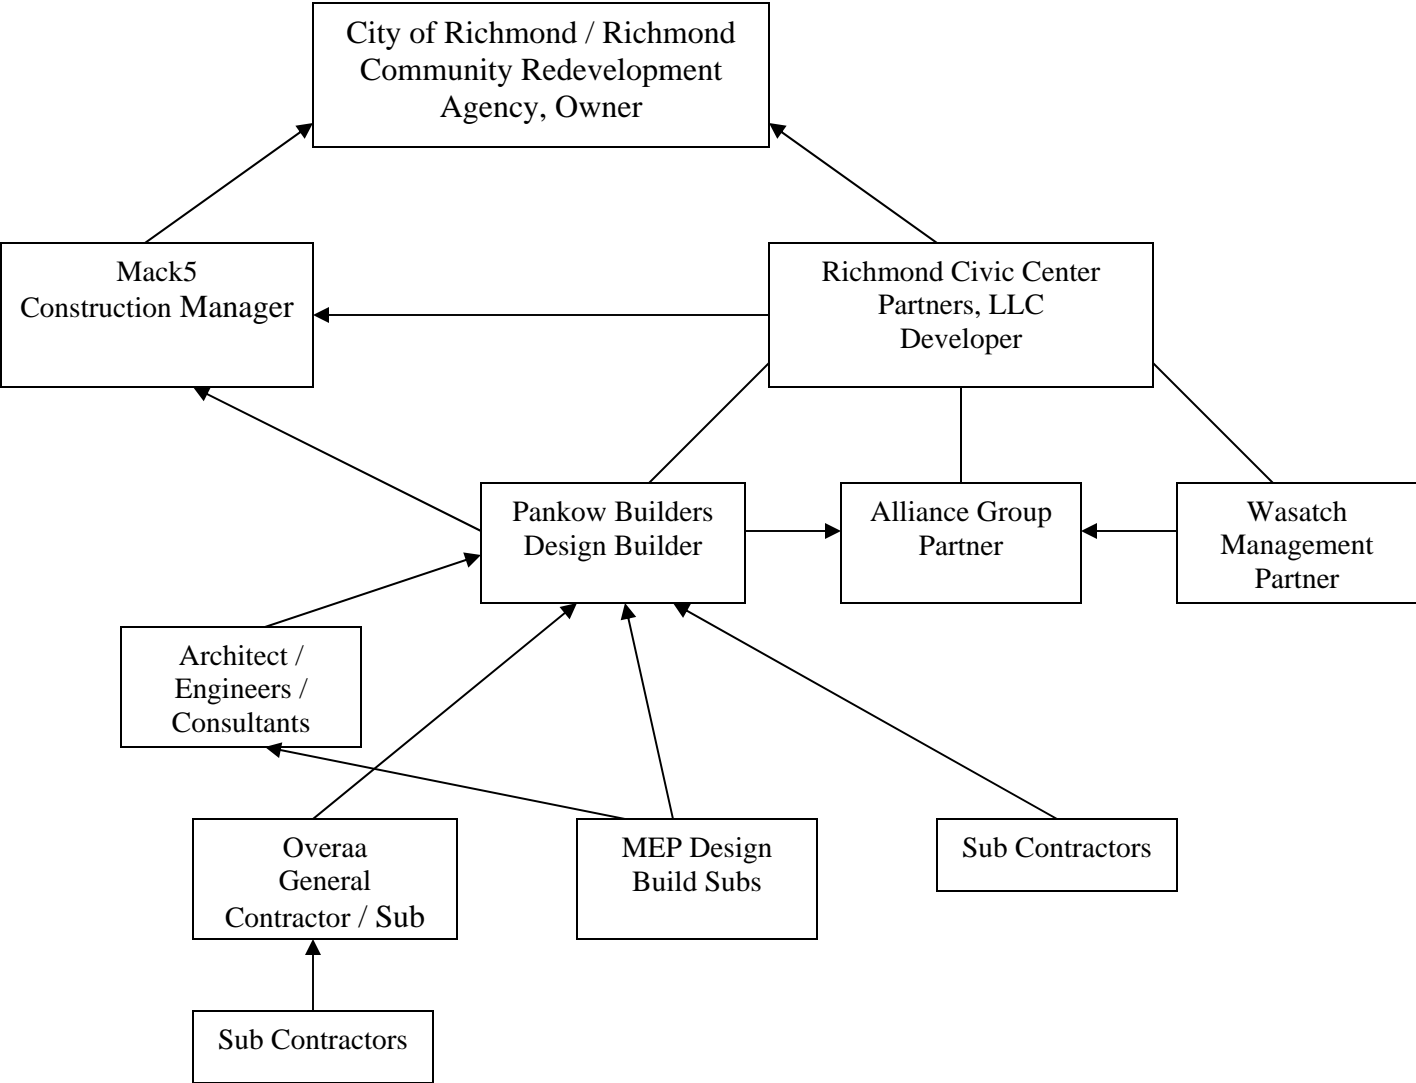 City of Richmond / Richmond
Community Redevelopment
Agency, Owner
Mack5
Construction Manager
Richmond Civic Center
Partners, LLC
Developer
Pankow Builders
Design Builder
Alliance Group
Partner
Wasatch
Management
Partner
Architect /
Engineers /
Consultants
Overaa
General
Contractor / Sub
MEP Design
Build Subs
Sub Contractors
Sub Contractors